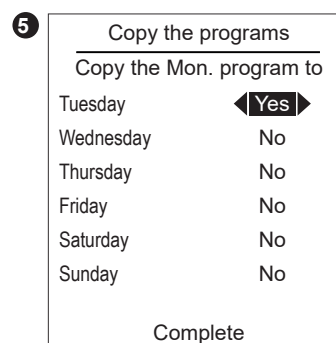 5
Copy the programs
Copy the Mon. program to
Tuesday Yes
Wednesday No
Thursday No
Friday No
Saturday No
Sunday No
Complete